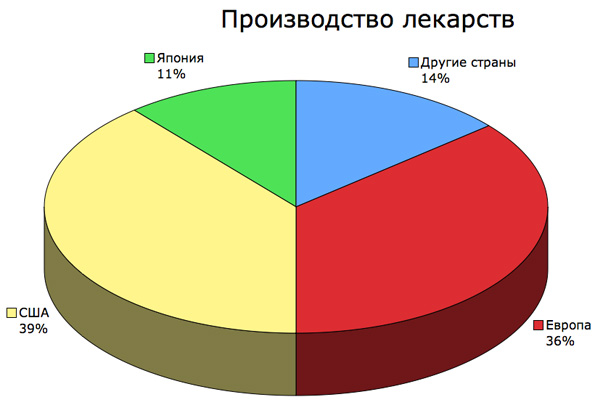 Производство лекарств
Япония
11%
Другие страны
14%
США
39%
Европа
36%